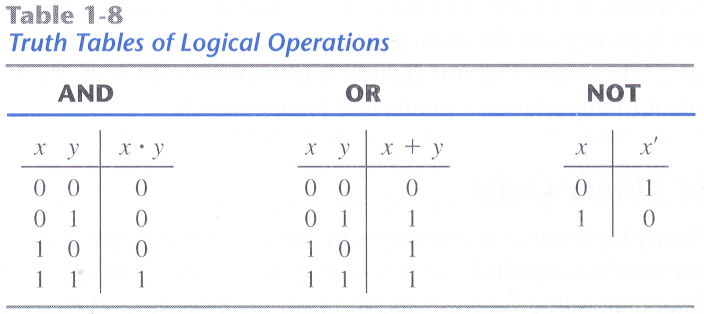 Table 1-8
Truth Tables of Logical Operations
AND OR NOT
x y x · y x y x + y x x′
0 0 0 0 0 0 0 1
0 1 0 0 1 1 1 0
1 0 0 1 0 1
1 1 1 1 1 1